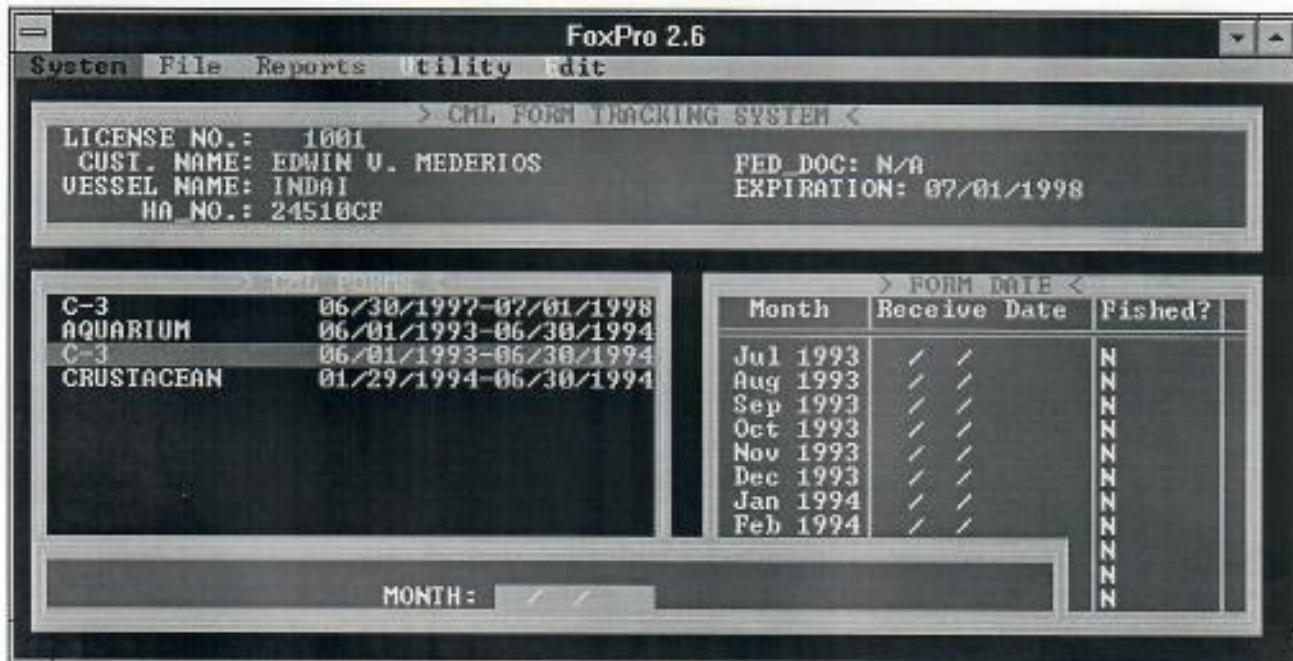 FoxPro 2.6
System File Reports Utility Edit
> CML FORM TRACKING SYSTEM <
LICENSE NO.: 1001
CUST. NAME: EDWIN V. MEDERIOS FED_DOC: N/A
VESSEL NAME: INDAI EXPIRATION: 07/01/1998
HA_NO.: 24510CF
> FORM DATE <
C-3 06/30/1997-07/01/1998
AQUARIUM 06/01/1993-06/30/1994
C-3 06/01/1993-06/30/1994
CRUSTACEAN 01/29/1994-06/30/1994
Month Receive Date Fished?
Jul 1993 / / N
Aug 1993 / / N
Sep 1993 / / N
Oct 1993 / / N
Nov 1993 / / N
Dec 1993 / / N
Jan 1994 / / N
Feb 1994 / / N
N
N
N
MONTH: / /